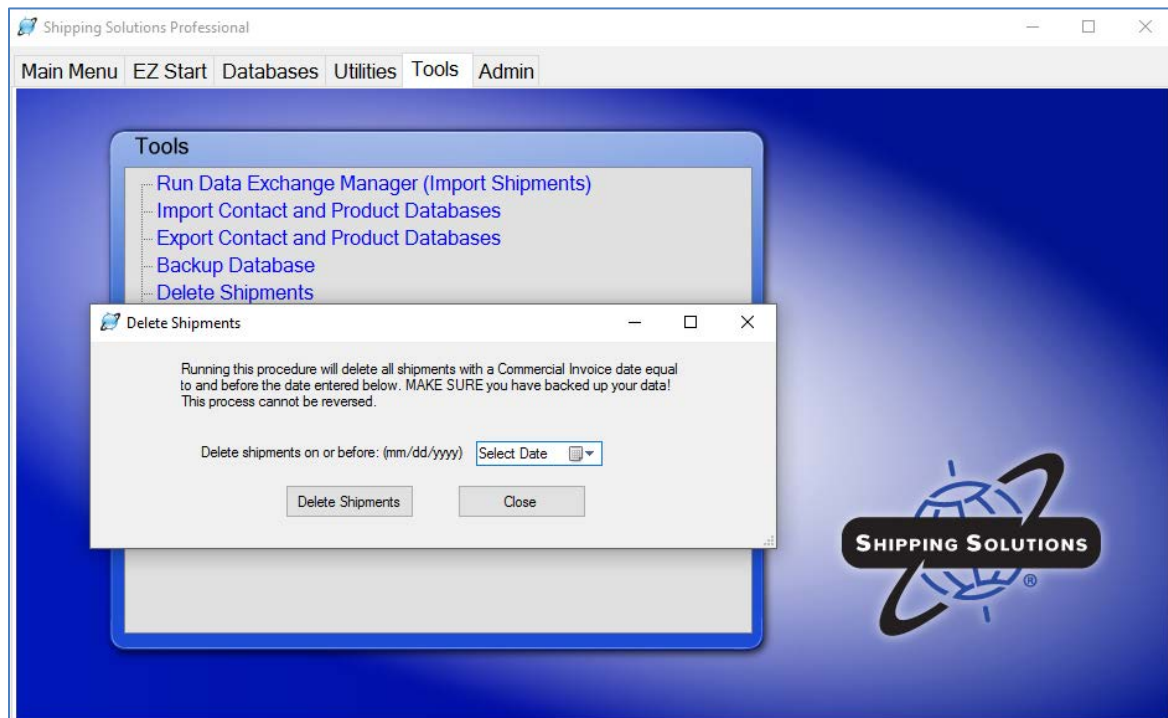 Shipping Solutions Professional
Main Menu EZ Start Databases Utilities Tools Admin
Tools
Run Data Exchange Manager (Import Shipments)
Import Contact and Product Databases
Export Contact and Product Databases
Backup Database
Delete Shipments
Delete Shipments
Running this procedure will delete all shipments with a Commercial Invoice date equal
to and before the date entered below. MAKE SURE you have backed up your data!
This process cannot be reversed.
Delete shipments on or before: (mm/dd/yyyy) Select Date
Delete Shipments Close
SHIPPING SOLUTIONS
®